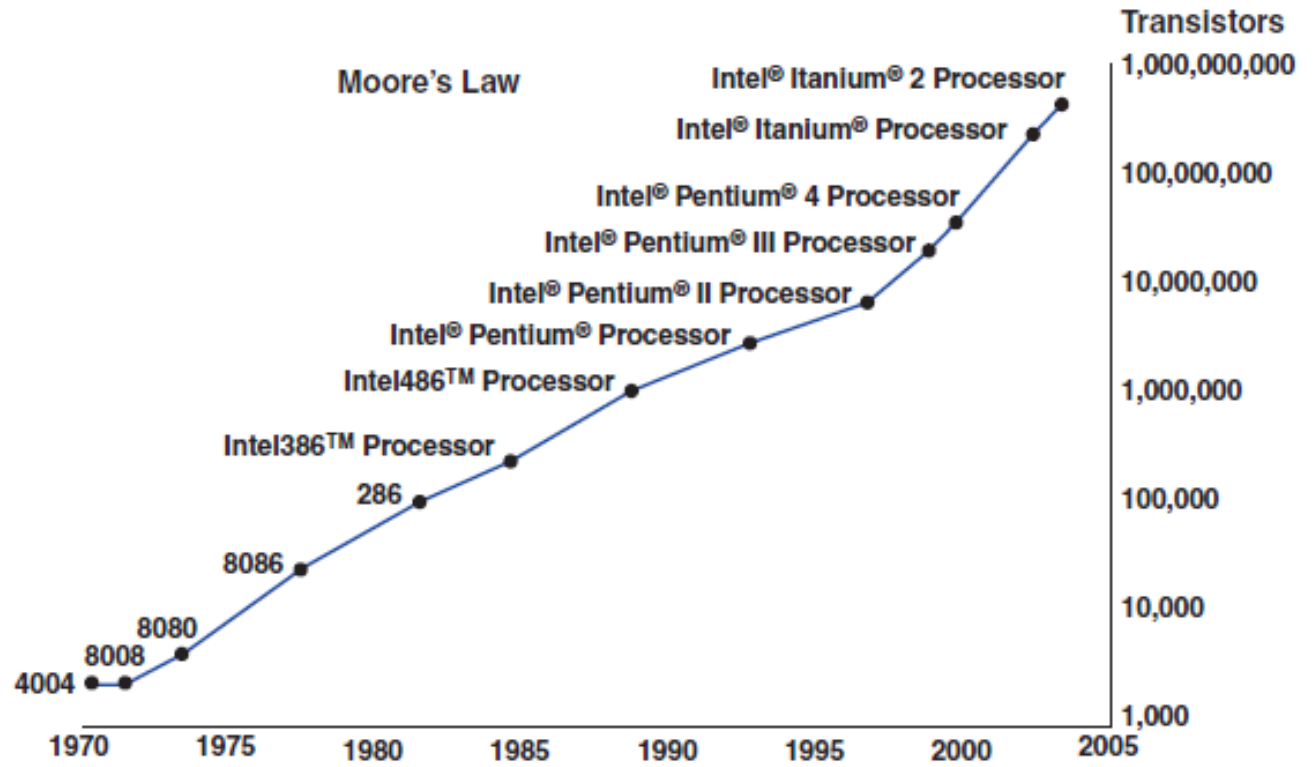 Transistors
1,000,000,000
Moore's Law
Intel® Itanium® 2 Processor
Intel® Itanium® Processor
100,000,000
Intel® Pentium® 4 Processor
Intel® Pentium® III Processor
10,000,000
Intel® Pentium® II Processor
Intel® Pentium® Processor
Intel486™ Processor
1,000,000
Intel386™ Processor
286
100,000
8086
10,000
8080
8008
4004
1,000
1970 1975 1980 1985 1990 1995 2000 2005